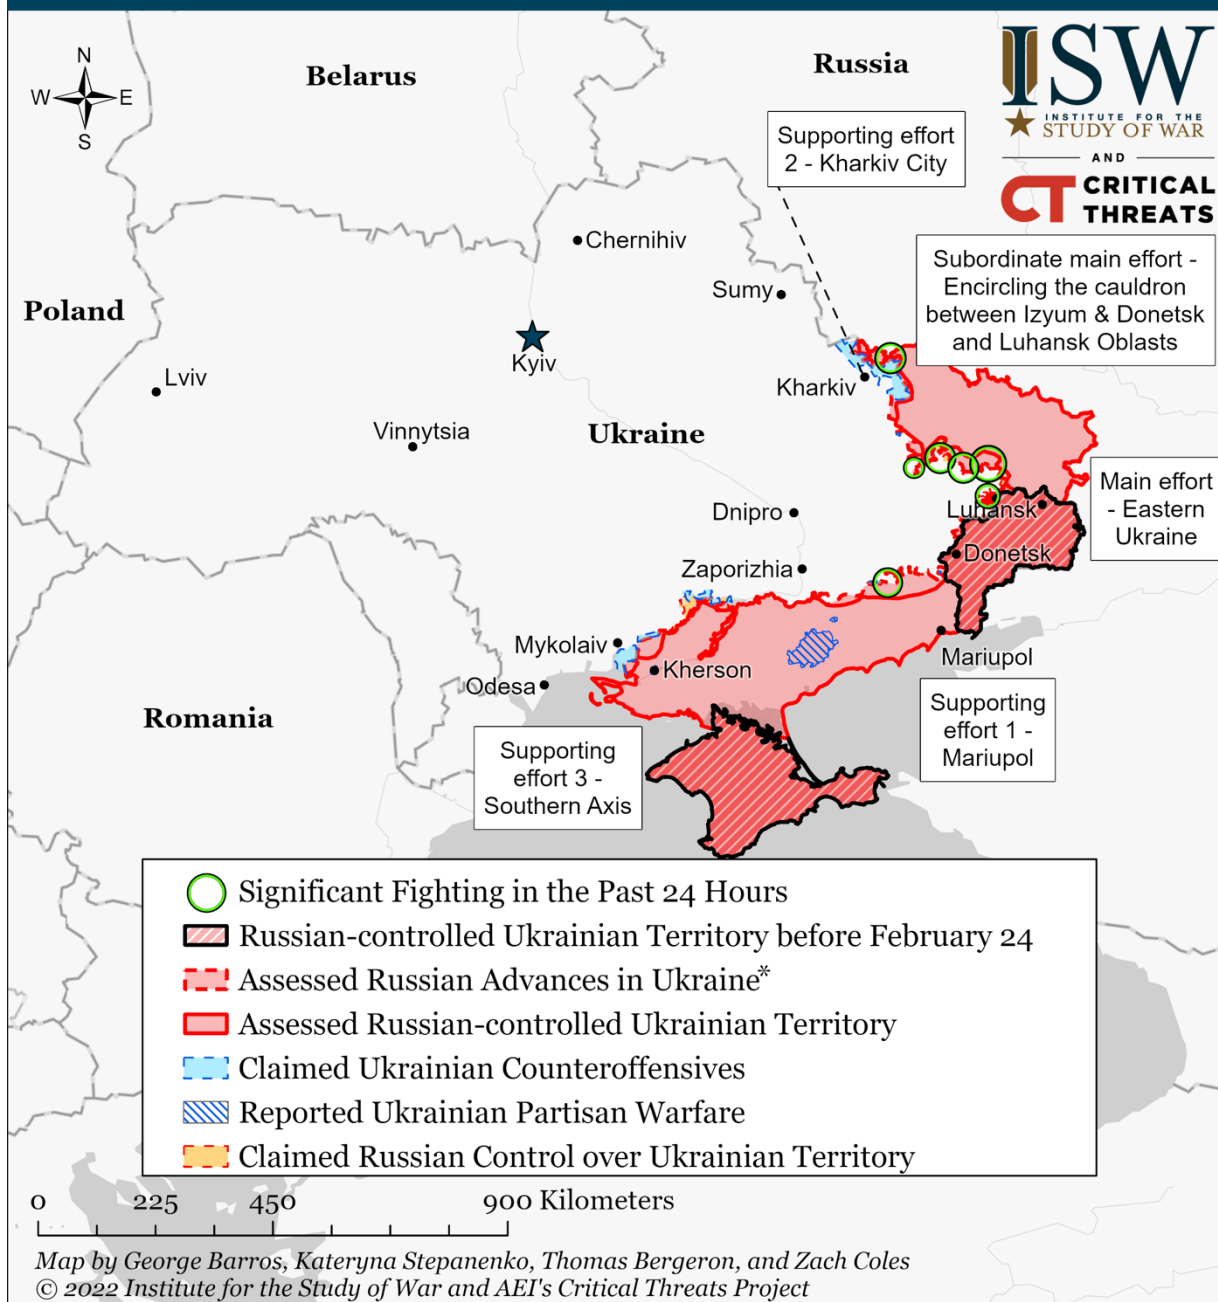 N
W
E
S
Belarus
Russia
ISW
INSTITUTE FOR THE
STUDY OF WAR
AND
CT CRITICAL
THREATS
Supporting effort
2 - Kharkiv City
Chernihiv
Subordinate main effort -
Encircling the cauldron
between Izyum & Donetsk
and Luhansk Oblasts
Sumy
Poland
Kyiv
Lviv
Kharkiv
Vinnytsia
Ukraine
Main effort
- Eastern
Ukraine
Luhansk
Dnipro
Donetsk
Zaporizhia
Mykolaiv
Mariupol
Kherson
Odesa
Romania
Supporting
effort 1 -
Mariupol
Supporting
effort 3 -
Southern Axis
Significant Fighting in the Past 24 Hours
Russian-controlled Ukrainian Territory before February 24
Assessed Russian Advances in Ukraine*
Assessed Russian-controlled Ukrainian Territory
Claimed Ukrainian Counteroffensives
Reported Ukrainian Partisan Warfare
Claimed Russian Control over Ukrainian Territory
0 225 450 900 Kilometers
Map by George Barros, Kateryna Stepanenko, Thomas Bergeron, and Zach Coles
© 2022 Institute for the Study of War and AEI's Critical Threats Project